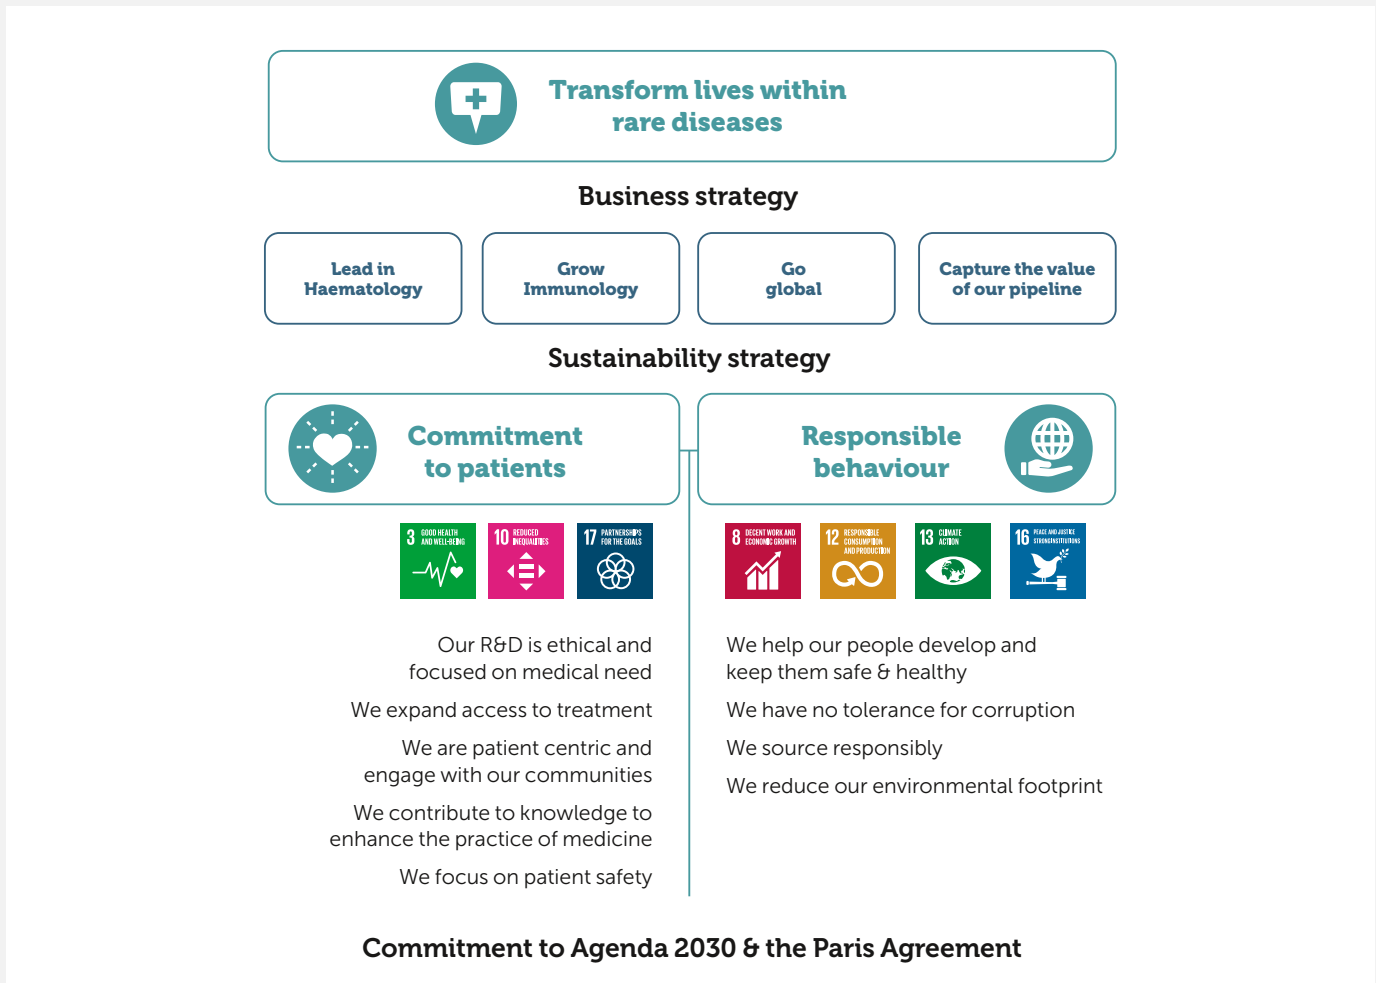 Transform lives within
rare diseases
Business strategy
Lead in
Haematology
Grow
Immunology
Go
global
Capture the value
of our pipeline
Sustainability strategy
Commitment
to patients
Responsible
behaviour
3 GOOD HEALTH
AND WELL-BEING
10 REDUCED
INEQUALITIES
17 PARTNERSHIPS
FOR THE GOALS
8 DECENT WORK AND
ECONOMIC GROWTH
12 RESPONSIBLE
CONSUMPTION
AND PRODUCTION
13 CLIMATE
ACTION
16 PEACE AND JUSTICE
STRONG INSTITUTIONS
Our R&D is ethical and
focused on medical need
We expand access to treatment
We are patient centric and
engage with our communities
We contribute to knowledge to
enhance the practice of medicine
We focus on patient safety
We help our people develop and
keep them safe & healthy
We have no tolerance for corruption
We source responsibly
We reduce our environmental footprint
Commitment to Agenda 2030 & the Paris Agreement